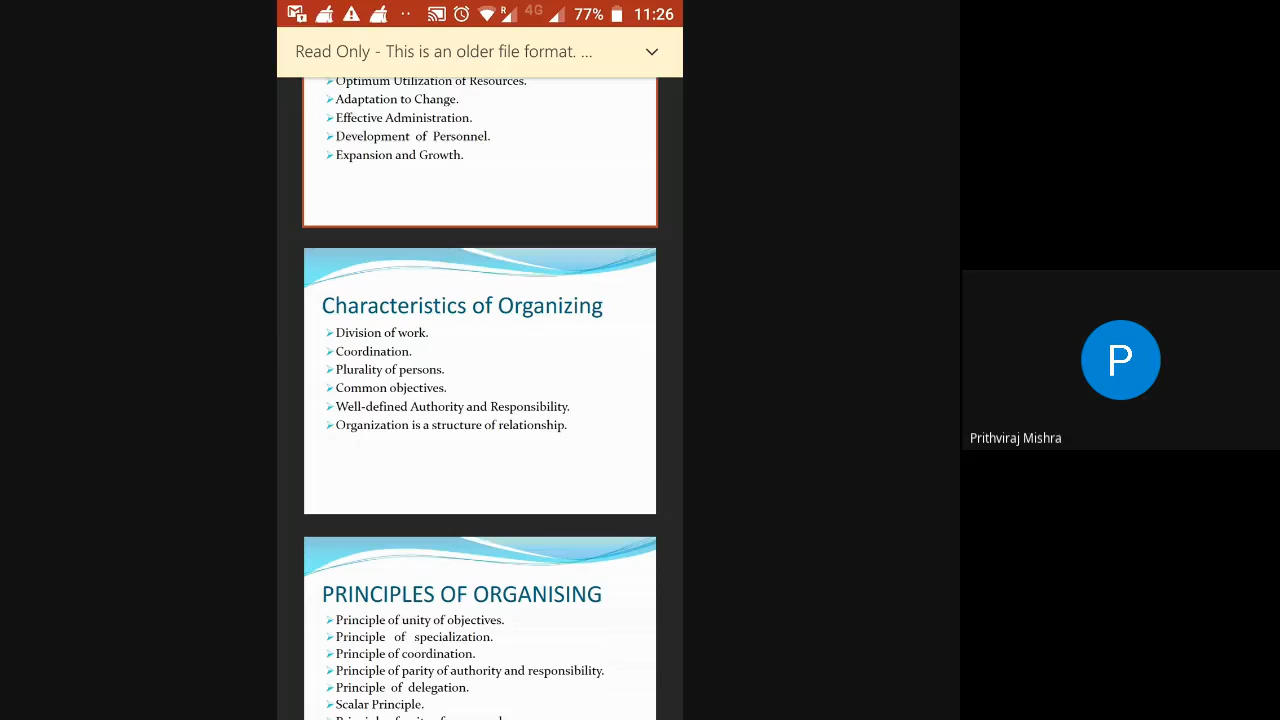 R 4G 77% 11:26
Read Only - This is an older file format. ...
Optimum Utilization of Resources.
Adaptation to Change.
Effective Administration.
Development of Personnel.
Expansion and Growth.
Characteristics of Organizing
Division of work.
Coordination.
Plurality of persons.
Common objectives.
Well-defined Authority and Responsibility.
Organization is a structure of relationship.
PRINCIPLES OF ORGANISING
Principle of unity of objectives.
Principle of specialization.
Principle of coordination.
Principle of parity of authority and responsibility.
Principle of delegation.
Scalar Principle.
P
Prithviraj Mishra